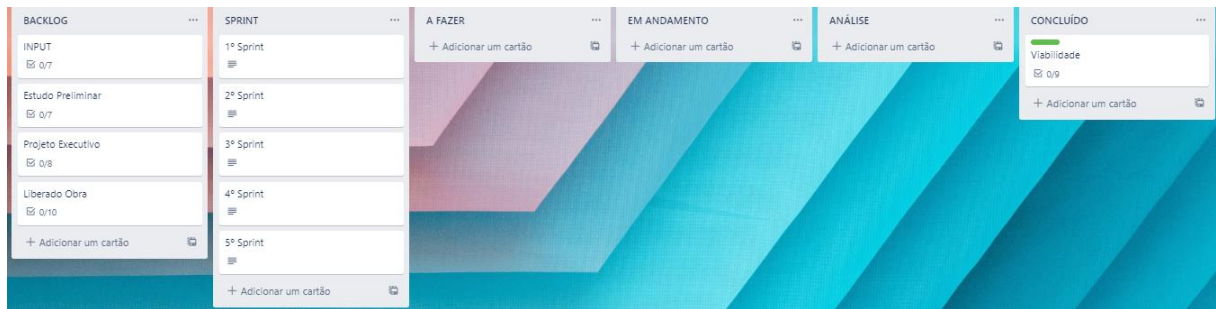 BACKLOG
INPUT
0/7
Estudo Preliminar
0/7
Projeto Executivo
0/8
Liberado Obra
0/10
+ Adicionar um cartão
SPRINT
1º Sprint
2º Sprint
3º Sprint
4º Sprint
5º Sprint
+ Adicionar um cartão
A FAZER
+ Adicionar um cartão
EM ANDAMENTO
+ Adicionar um cartão
ANÁLISE
+ Adicionar um cartão
CONCLUÍDO
Viabilidade
0/9
+ Adicionar um cartão